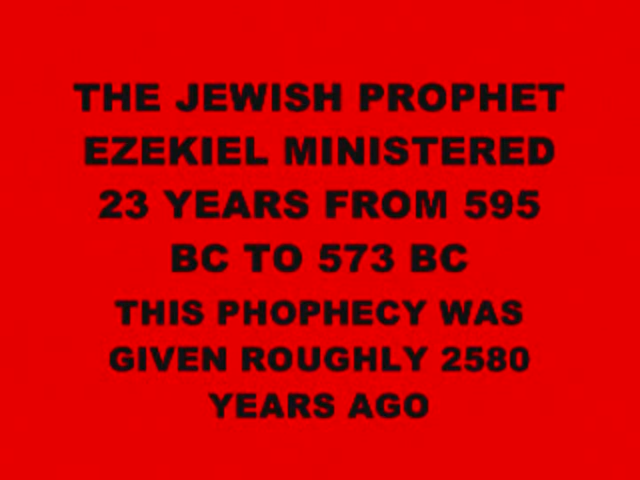 THE JEWISH PROPHET
EZEKIEL MINISTERED
23 YEARS FROM 595
BC TO 573 BC
THIS PHOPHECY WAS
GIVEN ROUGHLY 2580
YEARS AGO